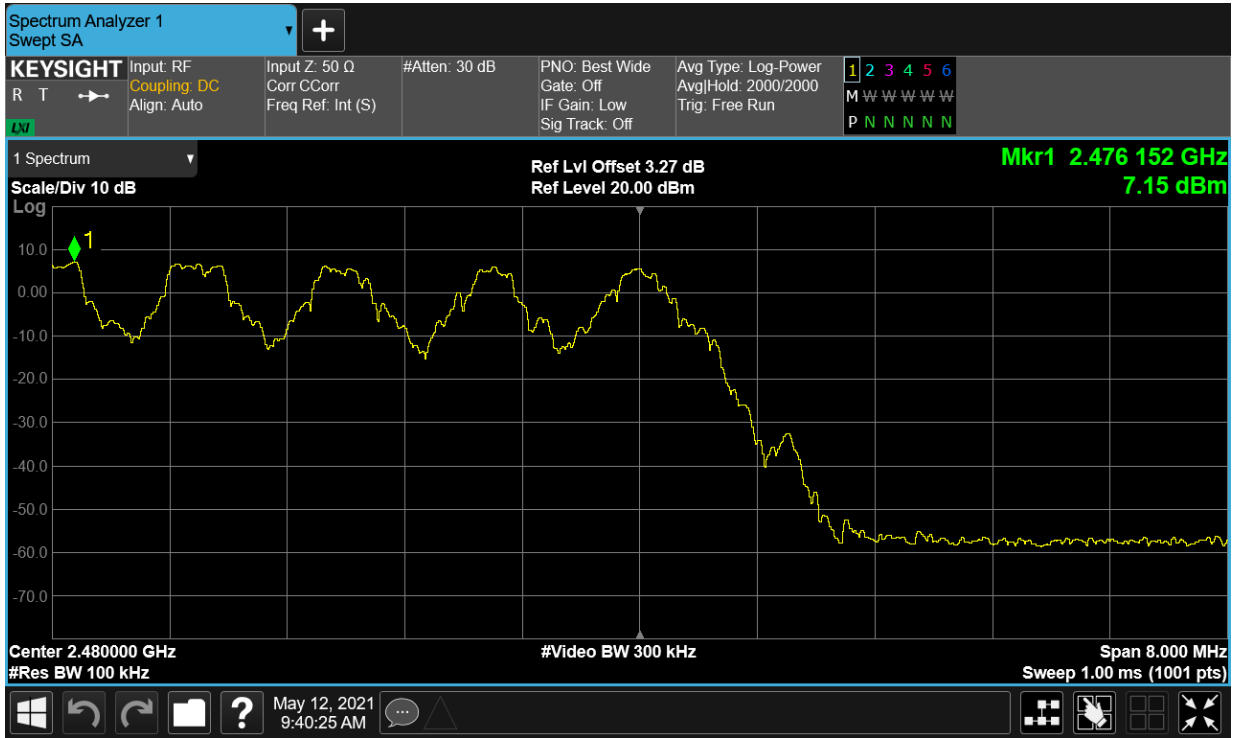 Spectrum Analyzer 1
Swept SA
KEYSIGHT
R T
LXI
Input: RF
Coupling: DC
Align: Auto
Input Z: 50 Ω
Corr CCorr
Freq Ref: Int (S)
#Atten: 30 dB
PNO: Best Wide
Gate: Off
IF Gain: Low
Sig Track: Off
Avg Type: Log-Power
Avg|Hold: 2000/2000
Trig: Free Run
1 2 3 4 5 6
M W W W W W
P N N N N N
1 Spectrum
Scale/Div 10 dB
Log
Ref Lvl Offset 3.27 dB
Ref Level 20.00 dBm
Mkr1 2.476 152 GHz
7.15 dBm
1
10.0
0.00
-10.0
-20.0
-30.0
-40.0
-50.0
-60.0
-70.0
Center 2.480000 GHz
#Res BW 100 kHz
#Video BW 300 kHz
Span 8.000 MHz
Sweep 1.00 ms (1001 pts)
?
May 12, 2021
9:40:25 AM